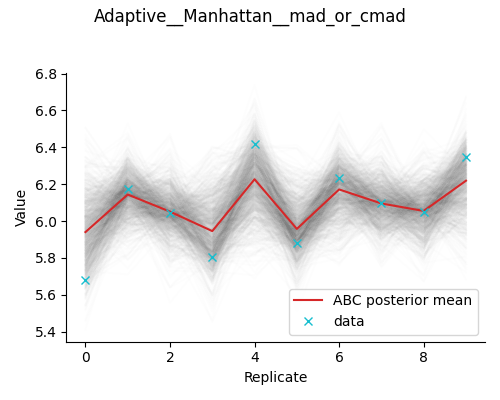 Adaptive__Manhattan__mad_or_cmad
6.8
6.6
6.4
6.2
6.0
5.8
5.6
5.4
Value
0 2 4 6 8
Replicate
ABC posterior mean
data